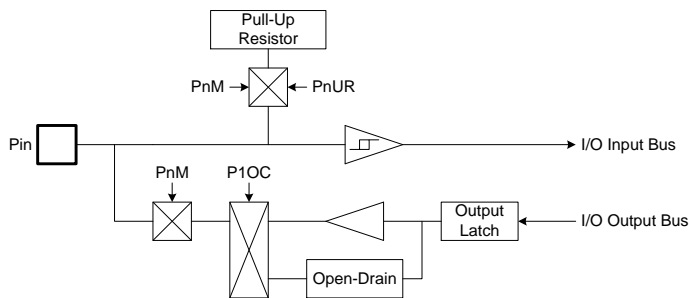 Pull-Up
Resistor
PnM
PnUR
Pin
I/O Input Bus
PnM
P1OC
Output
Latch
I/O Output Bus
Open-Drain